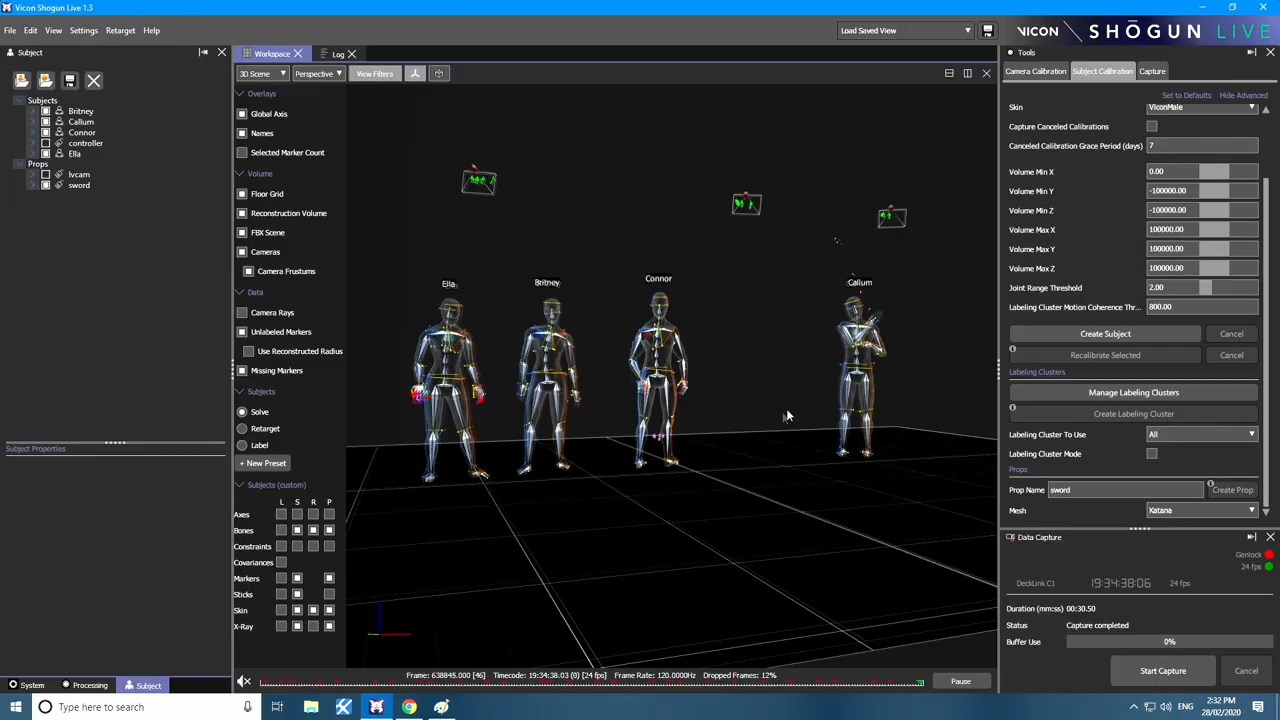 Vicon Shogun Live 1.3
File Edit View Settings Retarget Help
Load Saved View
VICON SHŌGUN LIVE
Subject
Workspace
Log
Tools
3D Scene
Perspective
View Filters
Camera Calibration
Subject Calibration
Capture
Subjects
Britney
Callum
Connor
controller
Ella
Props
lvcam
sword
Overlays
Global Axis
Names
Selected Marker Count
Volume
Floor Grid
Reconstruction Volume
FBX Scene
Cameras
Camera Frustums
Data
Camera Rays
Unlabeled Markers
Use Reconstructed Radius
Missing Markers
Subjects
Solve
Retarget
Label
+ New Preset
Subjects (custom)
L S R P
Axes
Bones
Constraints
Covariances
Markers
Sticks
Skin
X-Ray
Ella
Britney
Connor
Callum
Set to Defaults Hide Advanced
Skin ViconMale
Capture Canceled Calibrations
Canceled Calibration Grace Period (days) 7
Volume Min X 0.00
Volume Min Y -100000.00
Volume Min Z -100000.00
Volume Max X 100000.00
Volume Max Y 100000.00
Volume Max Z 100000.00
Joint Range Threshold 2.00
Labeling Cluster Motion Coherence Thr... 800.00
Create Subject Cancel
Recalibrate Selected Cancel
Labeling Clusters
Manage Labeling Clusters
Create Labeling Cluster
Labeling Cluster To Use All
Labeling Cluster Mode
Props
Prop Name sword Create Prop
Mesh Katana
Subject Properties
Data Capture
Genlock
24 fps
DeckLink C1 19:34:38:06 24 fps
Duration (mm:ss) 00:30.50
Status Capture completed
Buffer Use 0%
Start Capture Cancel
System Processing Subject
Frame: 638845.000 [46] Timecode: 19:34:38.03 (0) [24 fps] Frame Rate: 120.0000Hz Dropped Frames: 12%
Pause
Type here to search
ENG
2:32 PM
28/02/2020